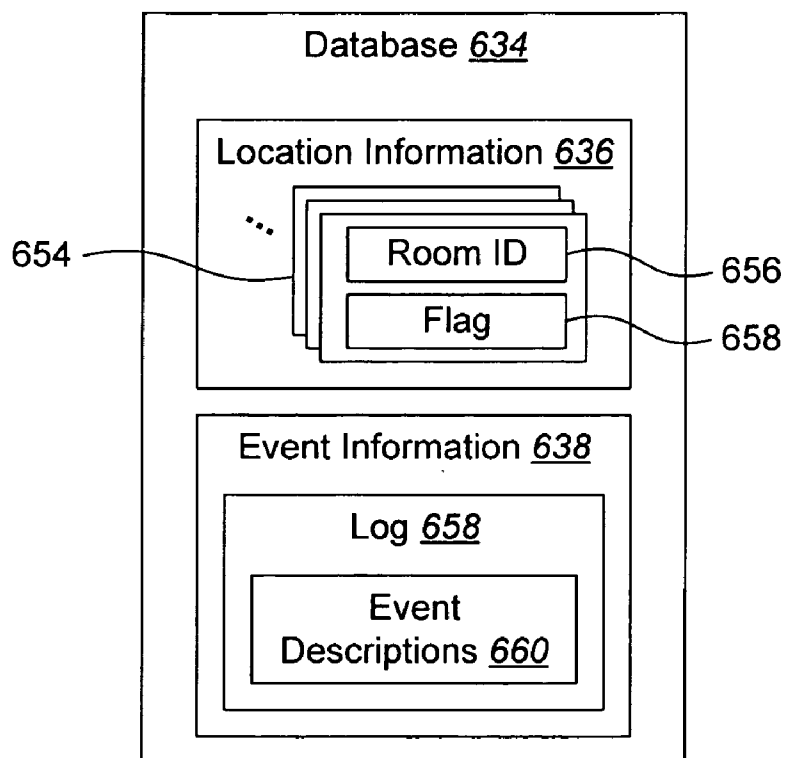 Database 634
Location Information 636
...
654
Room ID
656
Flag
658
Event Information 638
Log 658
Event
Descriptions 660